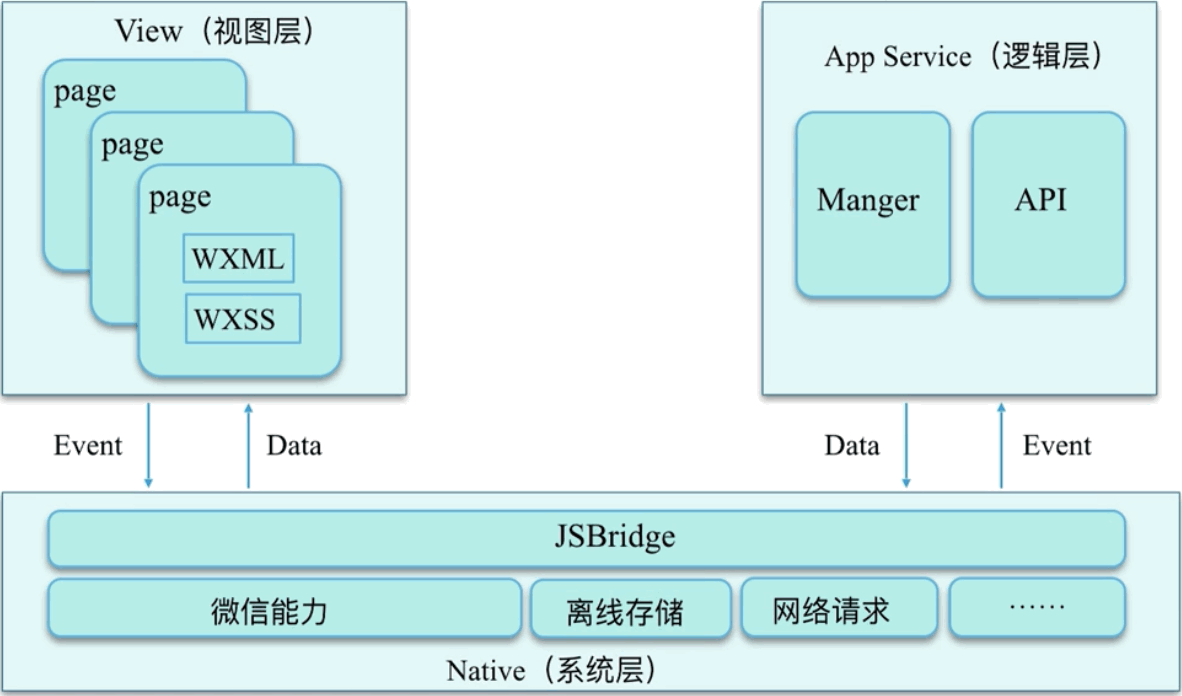 View（视图层）
page
page
page
WXML
WXSS
App Service（逻辑层）
Manger
API
Event
Data
Data
Event
JSBridge
微信能力
离线存储
网络请求
……
Native（系统层）